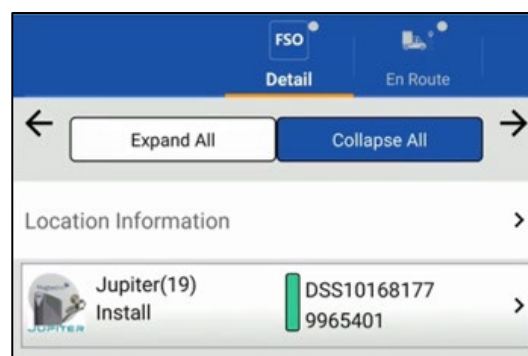 FSO
Detail
En Route
Expand All
Collapse All
Location Information
Jupiter(19)
Install
DSS10168177
9965401
JUPITER